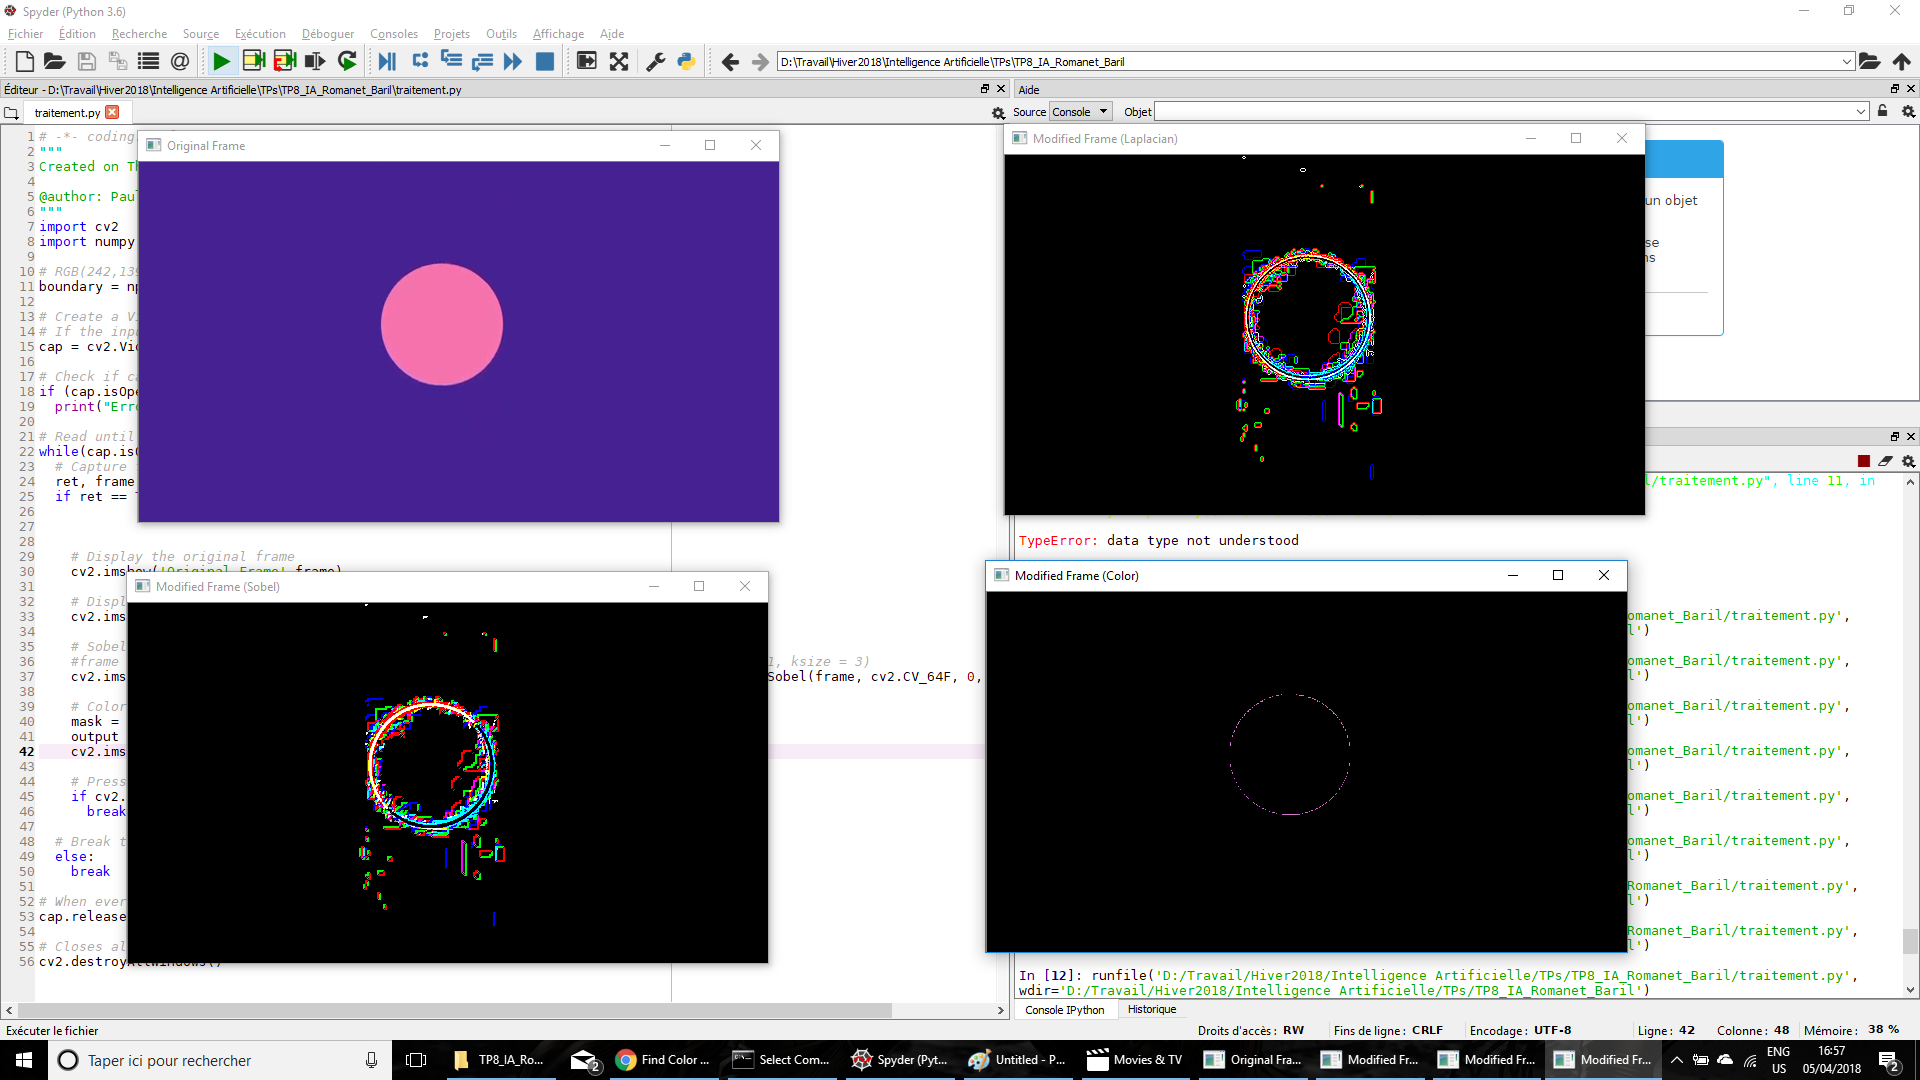 Spyder (Python 3.6)
Fichier Édition Recherche Source Exécution Déboguer Consoles Projets Outils Affichage Aide
D:\Travail\Hiver2018\Intelligence Artificielle\TPs\TP8_IA_Romanet_Baril
Éditeur - D:\Travail\Hiver2018\Intelligence Artificielle\TPs\TP8_IA_Romanet_Baril\traitement.py
Aide
traitement.py
Source Console Objet
Original Frame
Modified Frame (Laplacian)
1 # -*- coding
2 """
3 Created on Th
4
5 @author: Paul
6 """
7 import cv2
8 import numpy
9
10 # RGB(242,139
11 boundary = np
12
13 # Create a Vi
14 # If the inpu
15 cap = cv2.Vid
16
17 # Check if ca
18 if (cap.isOpe
19 print("Erro
20
21 # Read until
22 while(cap.isO
23 # Capture
24 ret, frame
25 if ret ==
26
27
28
29 # Display the original frame
30 cv2.imshow('Original Frame',frame)
31
32 # Displ
33 cv2.ims
34
35 # Sobel
36 #frame 1, ksize = 3)
37 cv2.ims Sobel(frame, cv2.CV_64F, 0,
38
39 # Color
40 mask =
41 output
42 cv2.ims
43
44 # Press
45 if cv2.
46 break
47
48 # Break t
49 else:
50 break
51
52 # When ever
53 cap.release
54
55 # Closes al
56 cv2.destroyAllWindows()
Modified Frame (Sobel)
un objet
se
ns
l/traitement.py", line 11, in
TypeError: data type not understood
Modified Frame (Color)
omanet_Baril/traitement.py',
l')
omanet_Baril/traitement.py',
l')
omanet_Baril/traitement.py',
l')
omanet_Baril/traitement.py',
l')
omanet_Baril/traitement.py',
l')
omanet_Baril/traitement.py',
l')
Romanet_Baril/traitement.py',
l')
Romanet_Baril/traitement.py',
l')
In [12]: runfile('D:/Travail/Hiver2018/Intelligence Artificielle/TPs/TP8_IA_Romanet_Baril/traitement.py',
wdir='D:/Travail/Hiver2018/Intelligence Artificielle/TPs/TP8_IA_Romanet_Baril')
Console IPython Historique
Exécuter le fichier
Droits d'accès : RW Fins de ligne : CRLF Encodage : UTF-8 Ligne : 42 Colonne : 48 Mémoire : 38 %
Taper ici pour rechercher
TP8_IA_Ro...
2
Find Color ...
Select Com...
Spyder (Pyt...
Untitled - P...
Movies & TV
Original Fra...
Modified Fr...
Modified Fr...
Modified Fr...
ENG
US
16:57
05/04/2018
2